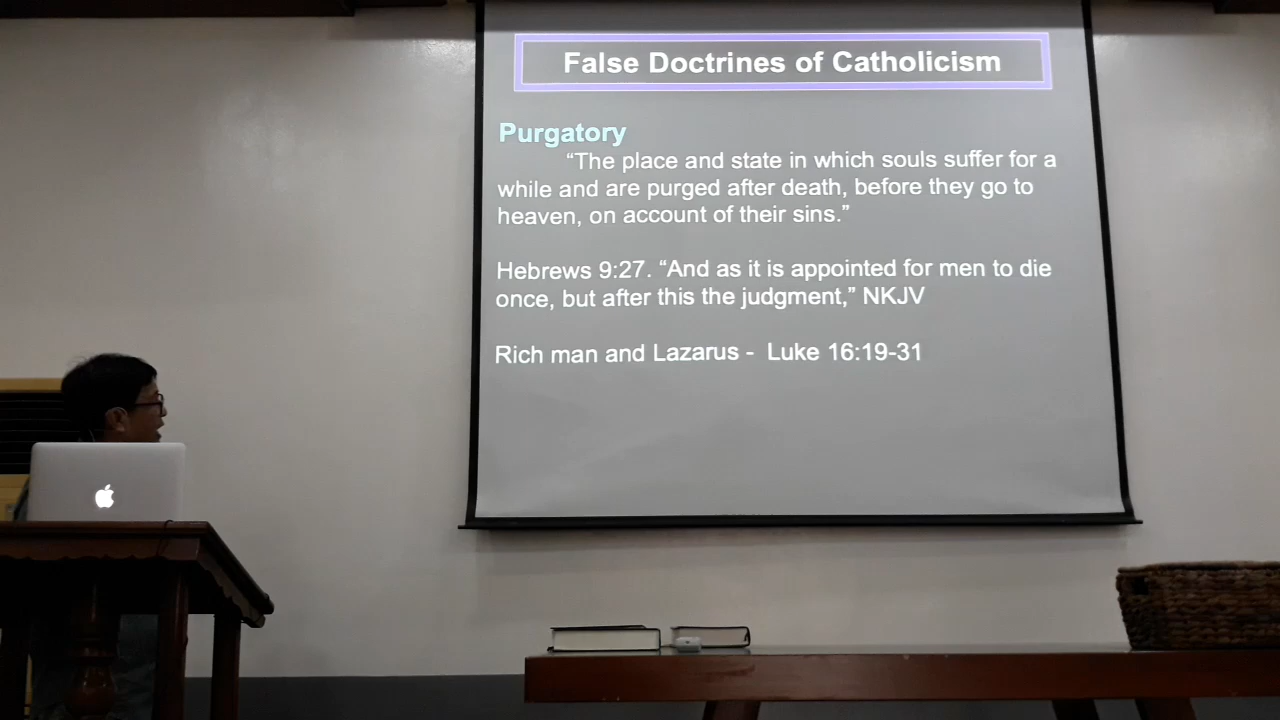 False Doctrines of Catholicism
Purgatory
“The place and state in which souls suffer for a
while and are purged after death, before they go to
heaven, on account of their sins.”
Hebrews 9:27. “And as it is appointed for men to die
once, but after this the judgment,” NKJV
Rich man and Lazarus - Luke 16:19-31